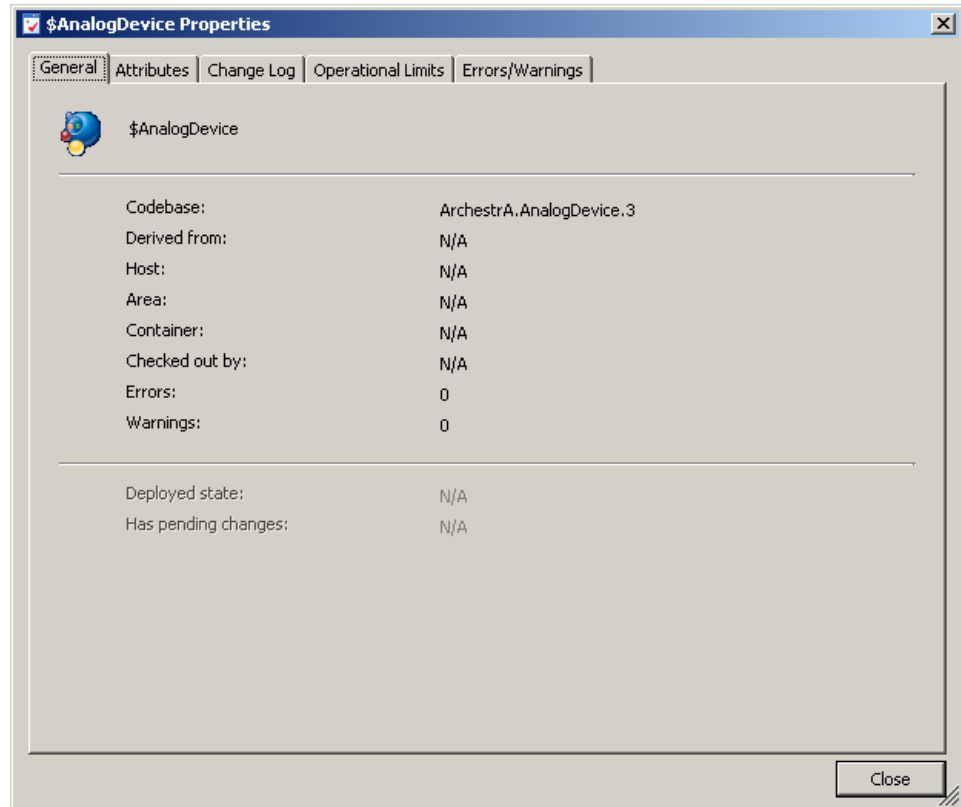 $AnalogDevice Properties
General Attributes Change Log Operational Limits Errors/Warnings
$AnalogDevice
Codebase: ArchestrA.AnalogDevice.3
Derived from: N/A
Host: N/A
Area: N/A
Container: N/A
Checked out by: N/A
Errors: 0
Warnings: 0
Deployed state: N/A
Has pending changes: N/A
Close